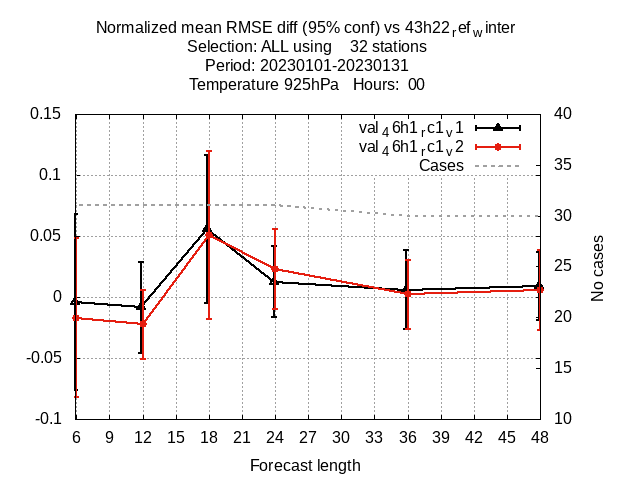 Normalized mean RMSE diff (95% conf) vs 43h22refwinter
Selection: ALL using 32 stations
Period: 20230101-20230131
Temperature 925hPa Hours: 00
0.15
0.1
0.05
0
-0.05
-0.1
40
35
30
25
20
15
10
val46h1rc1v1
val46h1rc1v2
Cases
No cases
6 9 12 15 18 21 24 27 30 33 36 39 42 45 48
Forecast length